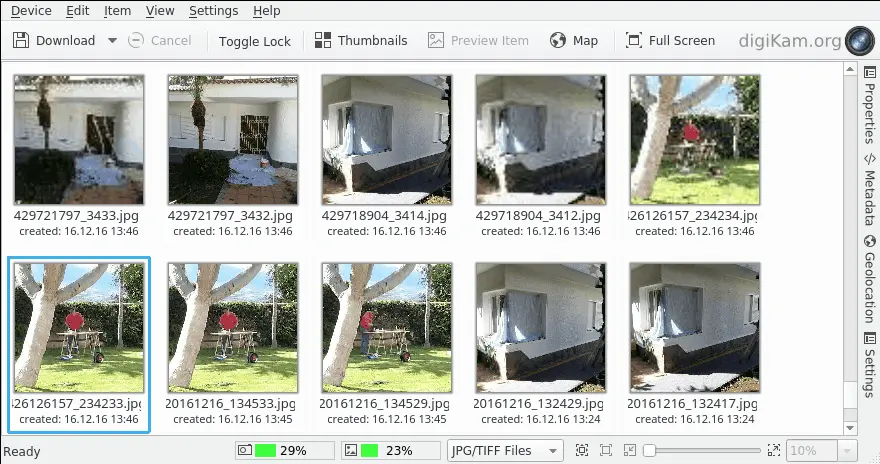 Device Edit Item View Settings Help
Download Cancel Toggle Lock Thumbnails Preview Item Map Full Screen digiKam.org
429721797_3433.jpg 429721797_3432.jpg 429718904_3414.jpg 429718904_3412.jpg 426126157_234234.jpg
created: 16.12.16 13:46 created: 16.12.16 13:46 created: 16.12.16 13:46 created: 16.12.16 13:46 created: 16.12.16 13:46
426126157_234233.jpg 20161216_134533.jpg 20161216_134529.jpg 20161216_132429.jpg 20161216_132417.jpg
created: 16.12.16 13:46 created: 16.12.16 13:45 created: 16.12.16 13:45 created: 16.12.16 13:24 created: 16.12.16 13:24
Properties
Metadata
Geolocation
Settings
Ready 29% 23% JPG/TIFF Files 10%